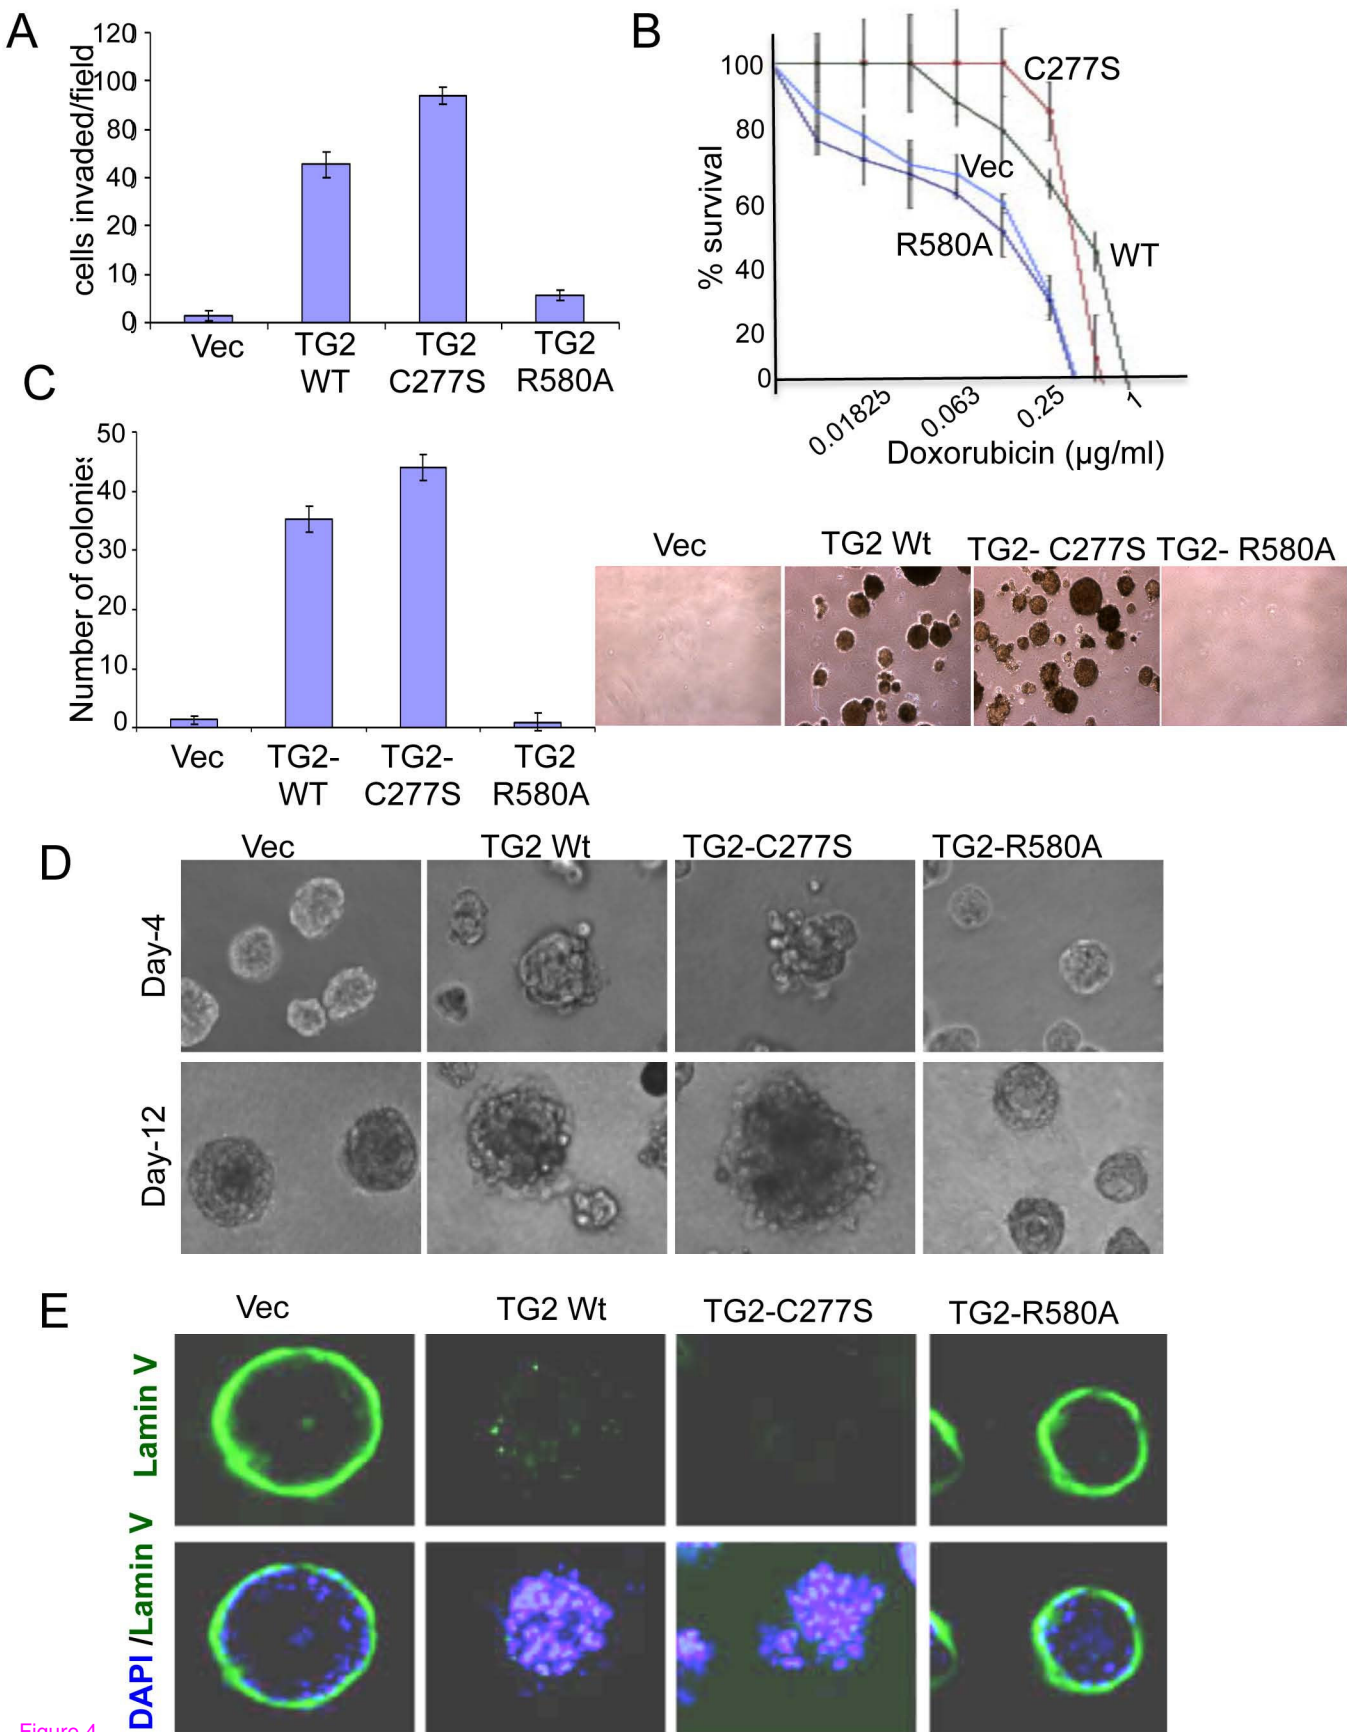 A
cells invaded/field
120
100
80
40
20
10
0
Vec
TG2
WT
TG2
C277S
TG2
R580A
B
% survival
100
80
60
40
20
0
C277S
Vec
R580A
WT
0.01825
0.063
0.25
1
Doxorubicin (µg/ml)
C
Number of colonies
50
40
30
20
10
0
Vec
TG2-
WT
TG2-
C277S
TG2
R580A
Vec
TG2 Wt
TG2- C277S
TG2- R580A
D
Vec
TG2 Wt
TG2-C277S
TG2-R580A
Day-4
Day-12
E
Vec
TG2 Wt
TG2-C277S
TG2-R580A
Lamin V
DAPI /Lamin V
Figure 4